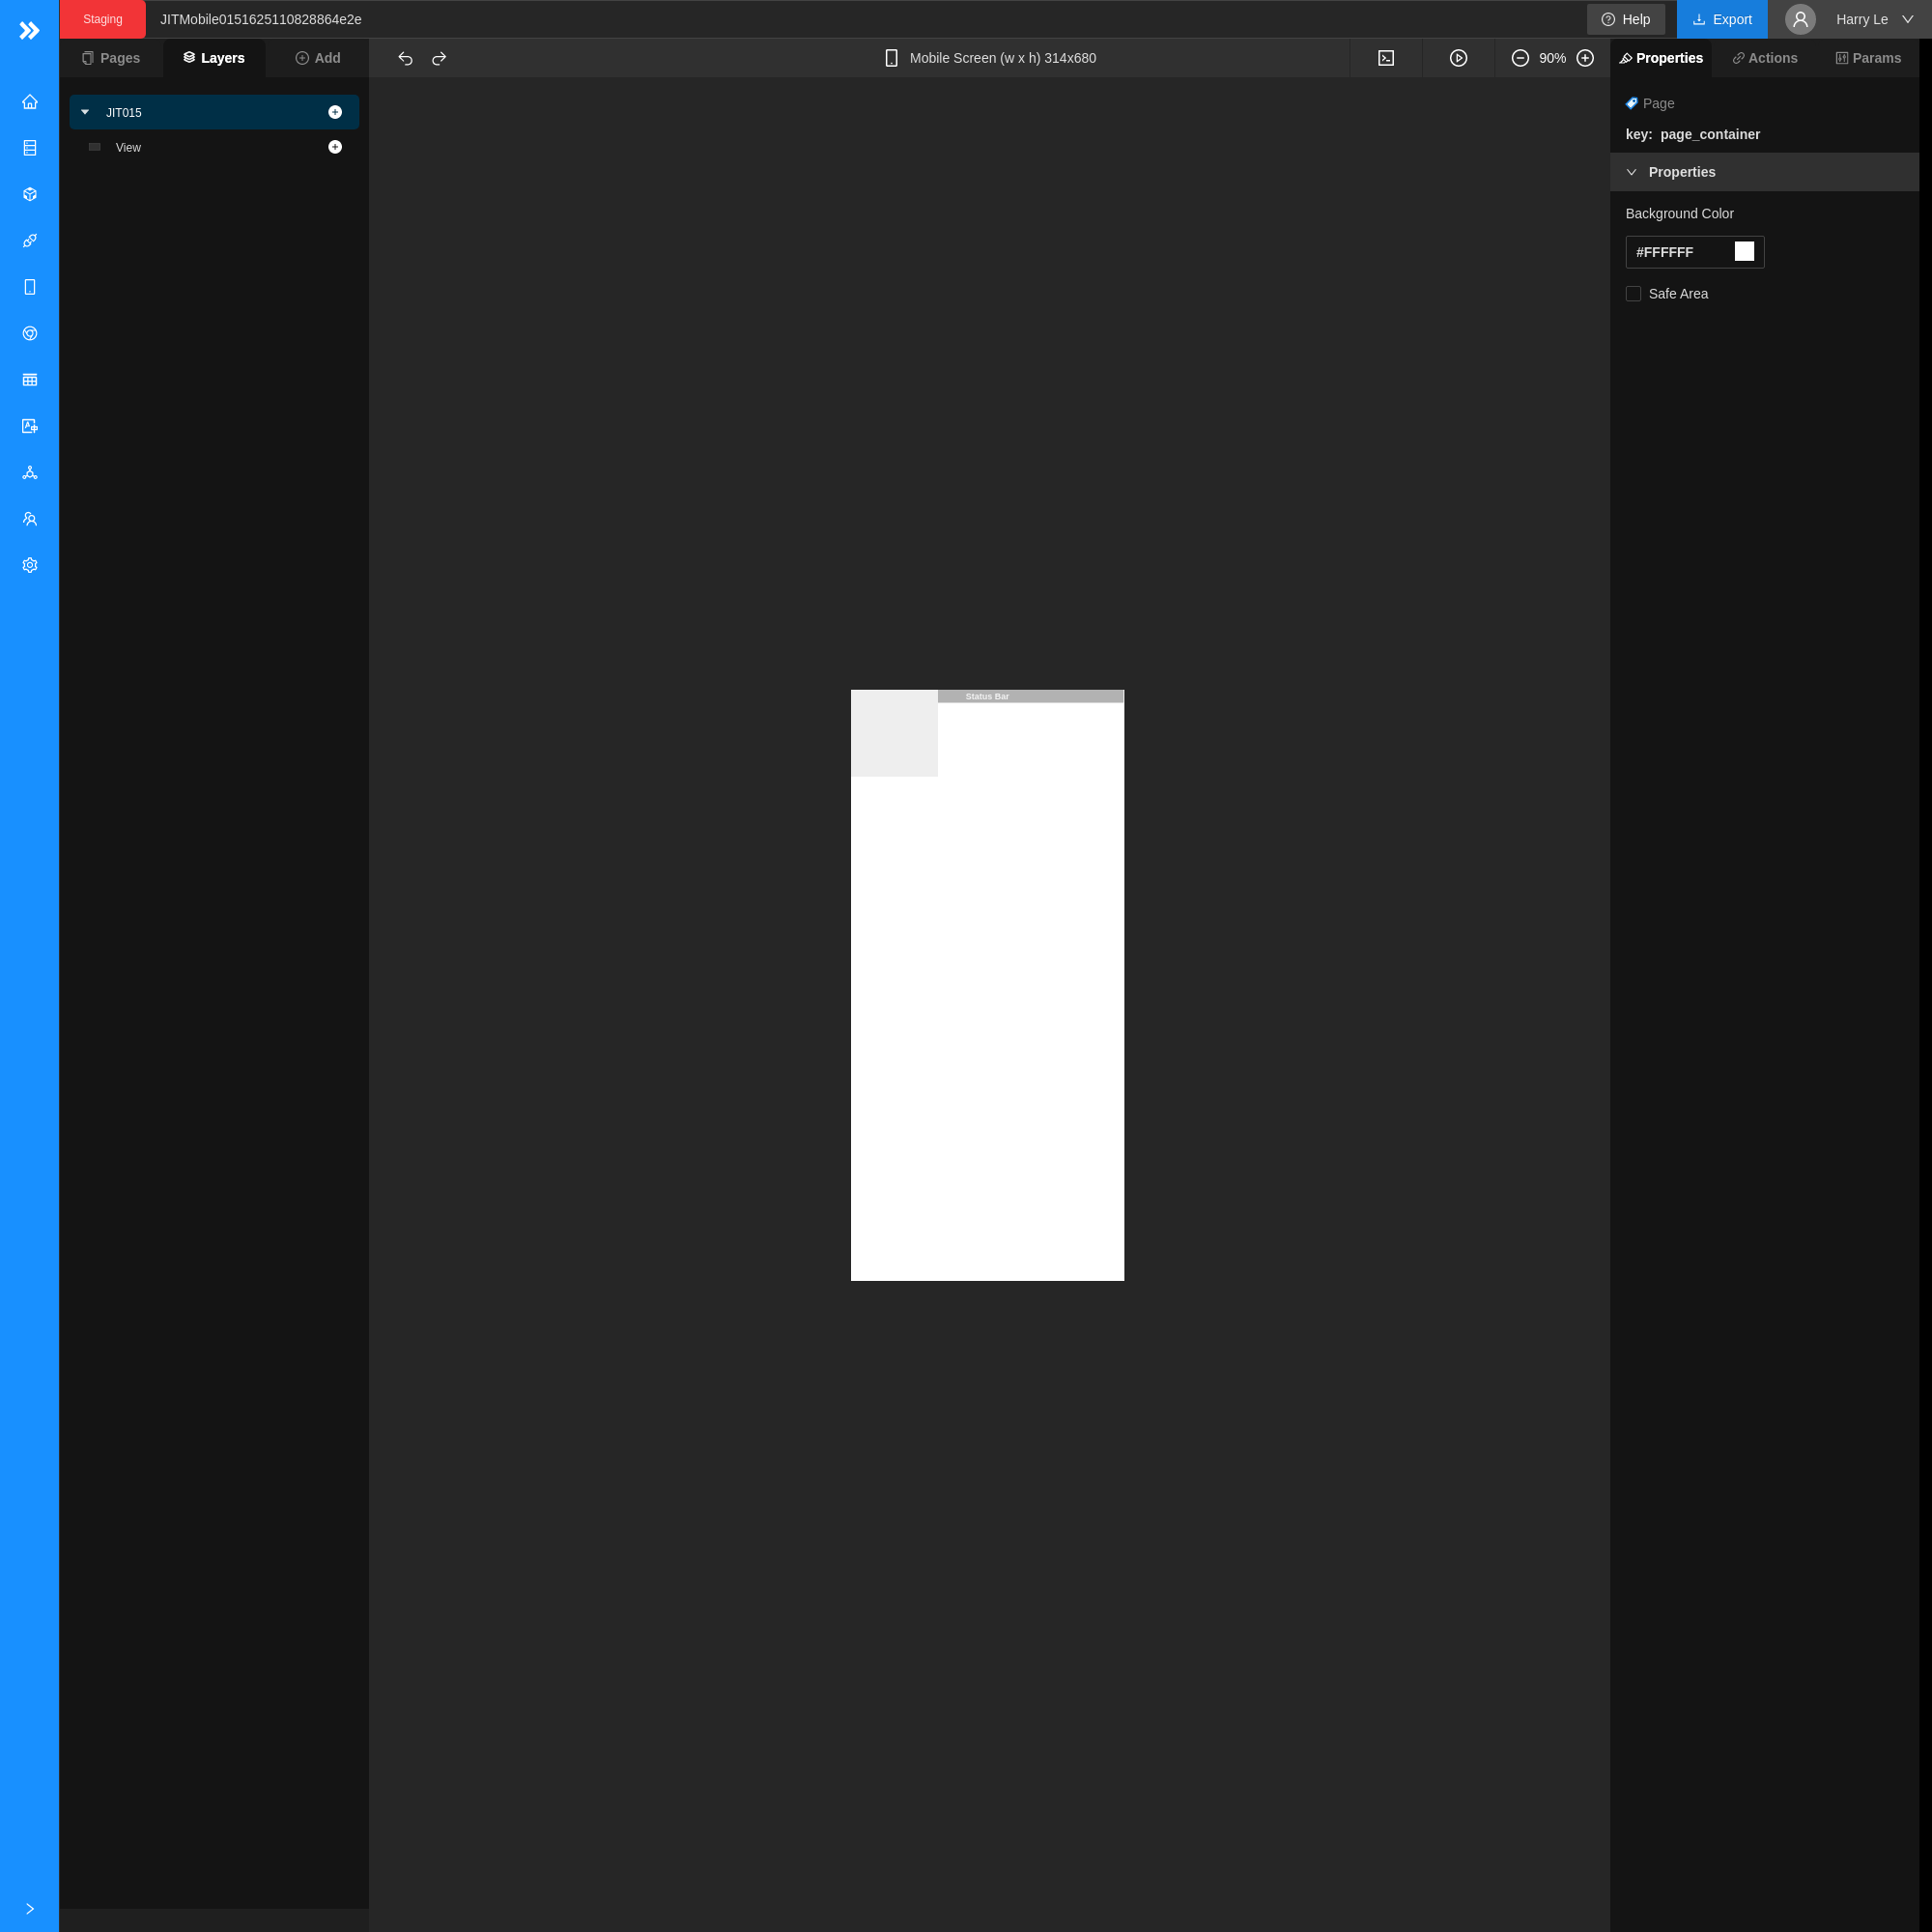 Staging
JITMobile0151625110828864e2e
Help
Export
Harry Le
Pages
Layers
Add
Mobile Screen (w x h) 314x680
90%
Properties
Actions
Params
JIT015
View
Page
key: page_container
Properties
Background Color
#FFFFFF
Safe Area
Status Bar